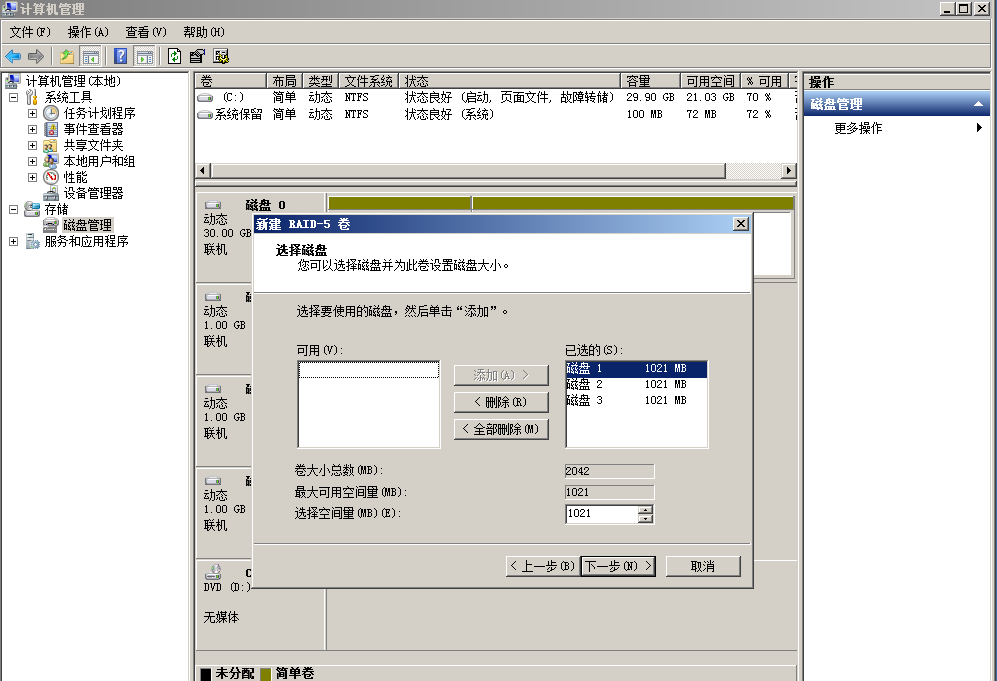 计算机管理
文件(F) 操作(A) 查看(V) 帮助(H)
计算机管理(本地)
系统工具
任务计划程序
事件查看器
共享文件夹
本地用户和组
性能
设备管理器
存储
磁盘管理
服务和应用程序
卷 布局 类型 文件系统 状态 容量 可用空间 % 可用
(C:) 简单 动态 NTFS 状态良好 (启动, 页面文件, 故障转储) 29.90 GB 21.03 GB 70 %
系统保留 简单 动态 NTFS 状态良好 (系统) 100 MB 72 MB 72 %
磁盘 0
动态
30.00 GB
联机
动态
1.00 GB
联机
动态
1.00 GB
联机
动态
1.00 GB
联机
DVD (D:)
无媒体
未分配 简单卷
新建 RAID-5 卷
选择磁盘
您可以选择磁盘并为此卷设置磁盘大小。
选择要使用的磁盘，然后单击“添加”。
可用(V):
已选的(S):
添加(A) >
< 删除(R)
< 全部删除(M)
磁盘 1 1021 MB
磁盘 2 1021 MB
磁盘 3 1021 MB
卷大小总数(MB): 2042
最大可用空间量(MB): 1021
选择空间量(MB)(E): 1021
< 上一步(B) 下一步(N) > 取消
操作
磁盘管理
更多操作